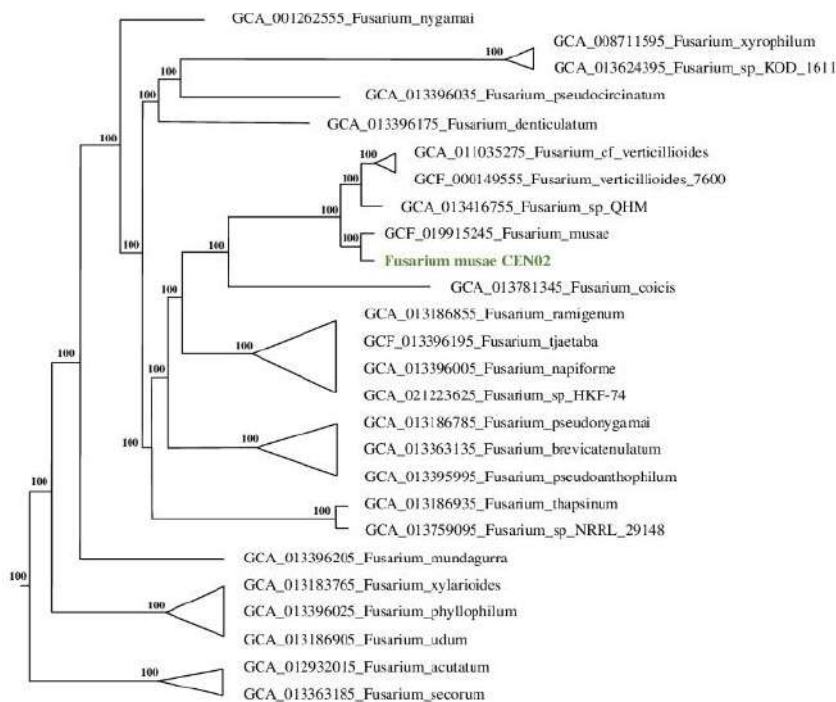 GCA_001262555_Fusarium_nygamai
100
GCA_008711595_Fusarium_xyrophilum
GCA_013624395_Fusarium_sp_KOD_1611
100
GCA_013396035_Fusarium_pseudocircinatum
100
GCA_013396175_Fusarium_denticulatum
100
100
GCA_011035275_Fusarium_cf_verticillioides
100
GCF_000149555_Fusarium_verticillioides_7600
100
GCA_013416755_Fusarium_sp_QHM
100
GCF_019915245_Fusarium_musae
100
100
100
Fusarium musae CEN02
GCA_013781345_Fusarium_coicis
100
GCA_013186855_Fusarium_ramigenum
GCF_013396195_Fusarium_tjaetaba
100
100
GCA_013396005_Fusarium_napiforme
100
GCA_021223625_Fusarium_sp_HKF-74
GCA_013186785_Fusarium_pseudonygamai
100
GCA_013363135_Fusarium_brevicatenulatum
100
GCA_013395995_Fusarium_pseudoanthophilum
100
GCA_013186935_Fusarium_thapsinum
100
GCA_013759095_Fusarium_sp_NRRL_29148
GCA_013396205_Fusarium_mundagurra
100
GCA_013183765_Fusarium_xylarioides
100
GCA_013396025_Fusarium_phyllophilum
GCA_013186905_Fusarium_udum
GCA_012932015_Fusarium_acutatum
100
GCA_013363185_Fusarium_secorum